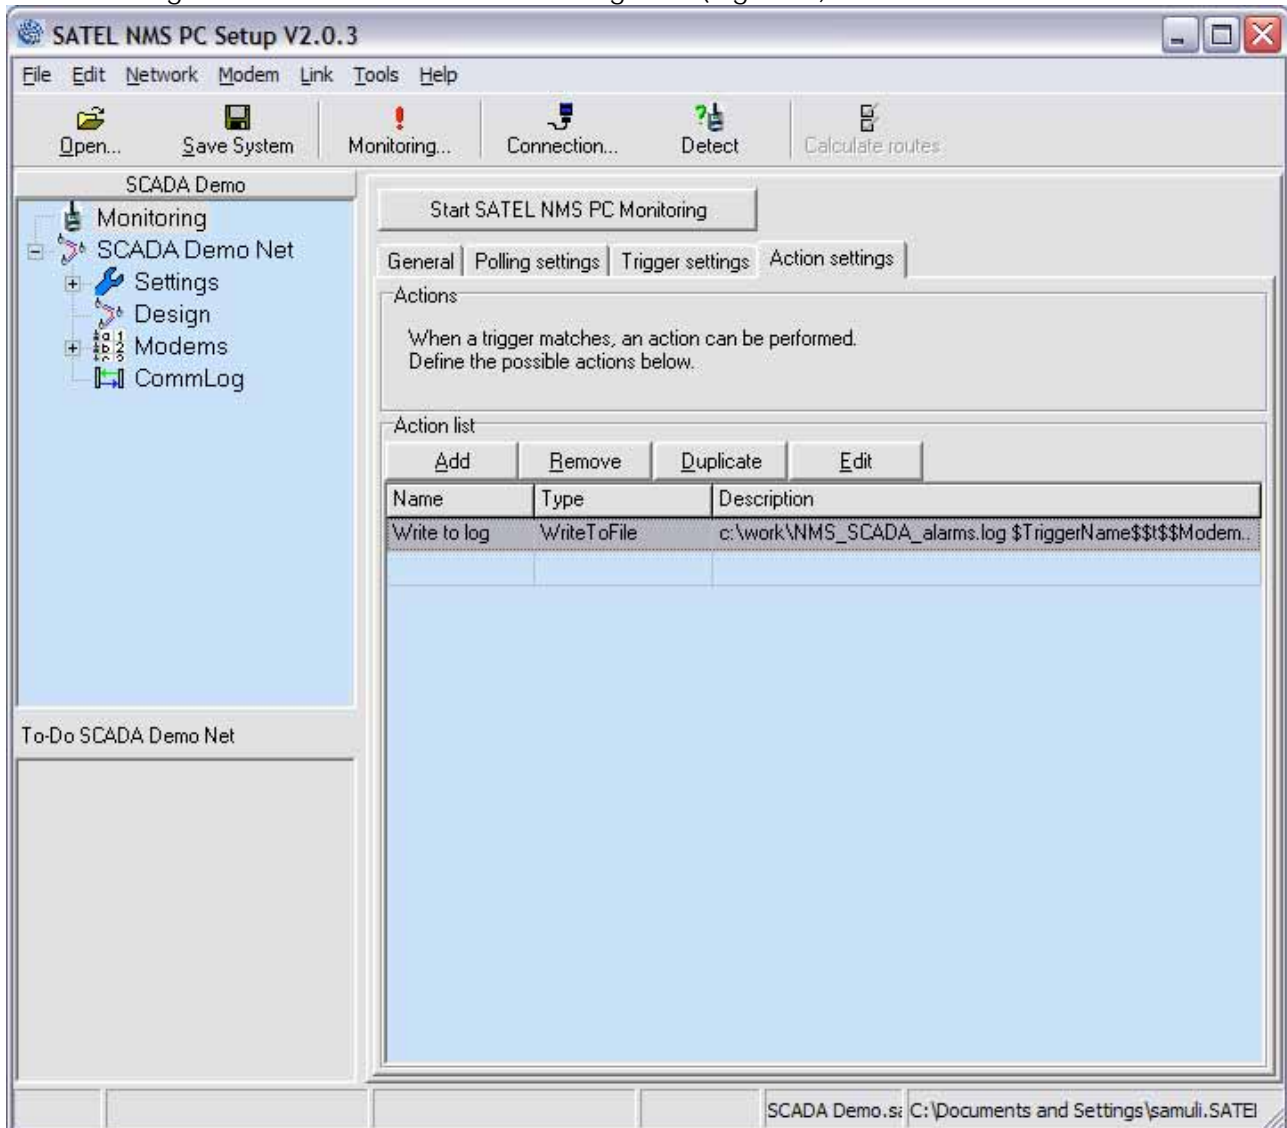 SATEL NMS PC Setup V2.0.3
File Edit Network Modem Link Tools Help
Open... Save System Monitoring... Connection... Detect Calculate routes
SCADA Demo
Monitoring
SCADA Demo Net
Settings
Design
Modems
CommLog
To-Do SCADA Demo Net
Start SATEL NMS PC Monitoring
General Polling settings Trigger settings Action settings
Actions
When a trigger matches, an action can be performed.
Define the possible actions below.
Action list
Add Remove Duplicate Edit
Name Type Description
Write to log WriteToFile c:\work\NMS_SCADA_alarms.log $TriggerName$$t$$Modem..
SCADA Demo.sa C:\Documents and Settings\samuli.SATEL